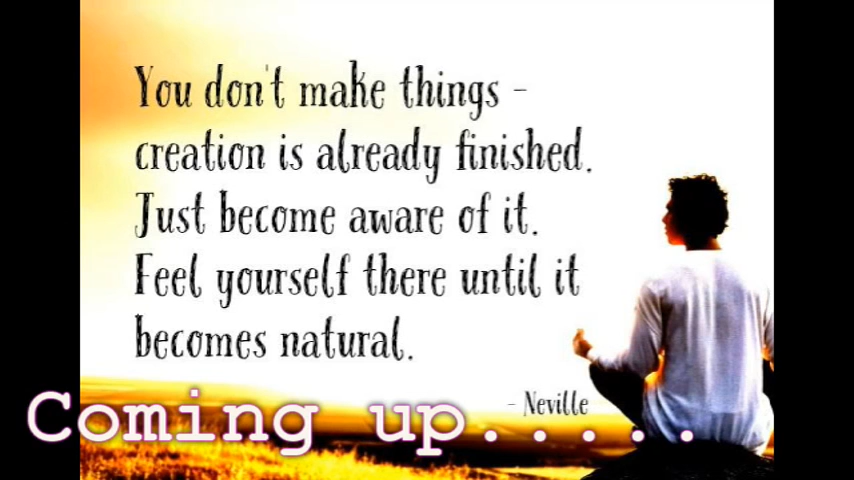 You don't make things -
creation is already finished.
Just become aware of it.
Feel yourself there until it
becomes natural.
- Neville
Coming up.....